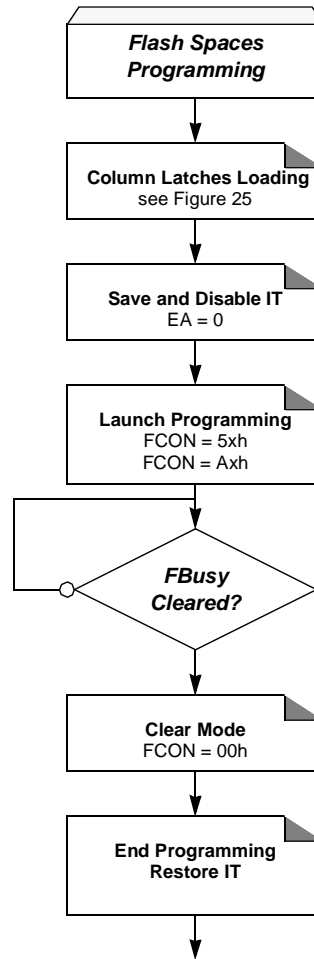 Flash Spaces
Programming
Column Latches Loading
see Figure 25
Save and Disable IT
EA = 0
Launch Programming
FCON = 5xh
FCON = Axh
FBusy
Cleared?
Clear Mode
FCON = 00h
End Programming
Restore IT